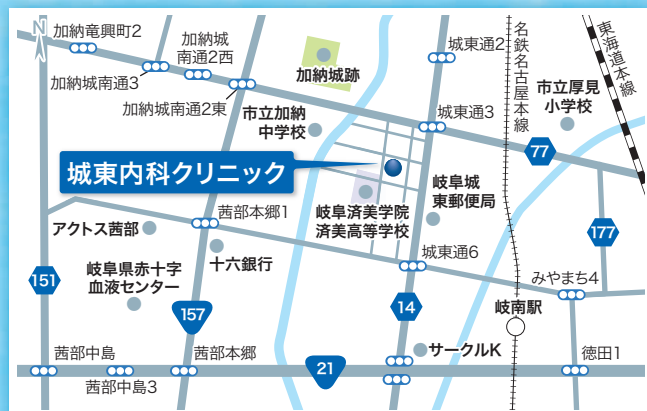 N
加納竜興町2
加納城
南通2西
加納城南通3
加納城南通2東
加納城跡
城東通2
名鉄名古屋本線
東海道本線
市立厚見
小学校
市立加納
中学校
城東通3
77
城東内科クリニック
岐阜済美学院
済美高等学校
岐阜城
東郵便局
177
茜部本郷1
アクトス茜部
十六銀行
城東通6
みやまち4
151
岐阜県赤十字
血液センター
157
14
岐南駅
サークルK
茜部中島
茜部中島3
茜部本郷
21
徳田1